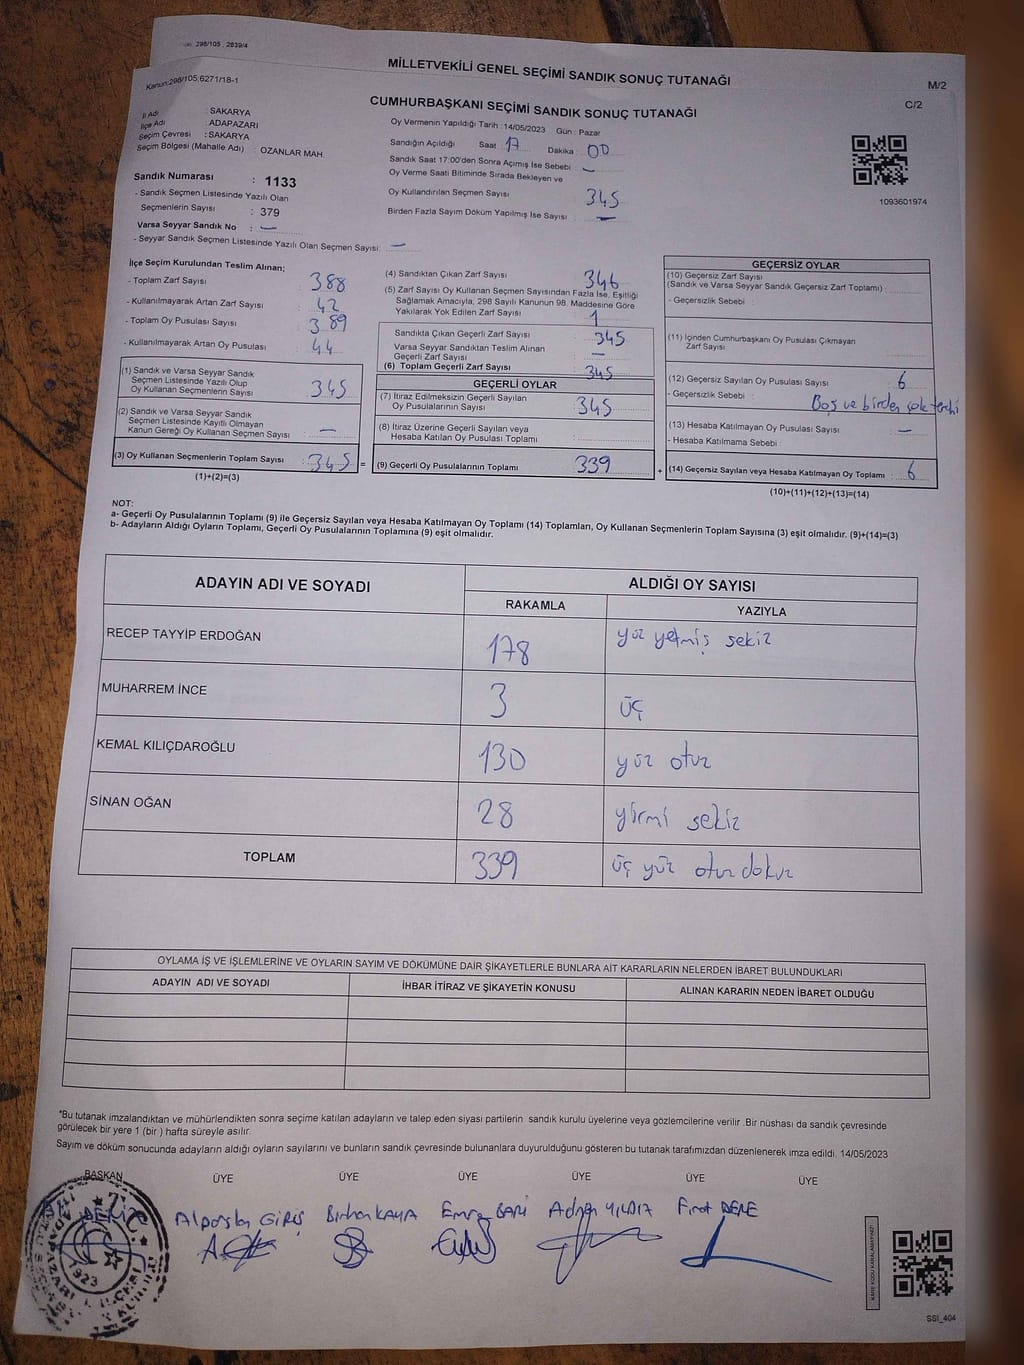 298/105 , 2839/4
MİLLETVEKİLİ GENEL SEÇİMİ SANDIK SONUÇ TUTANAĞI
M/2
Kanun:298/105;6271/18-1
CUMHURBAŞKANI SEÇİMİ SANDIK SONUÇ TUTANAĞI
C/2
İl Adı : SAKARYA
İlçe Adı : ADAPAZARI
Seçim Çevresi : SAKARYA
Seçim Bölgesi (Mahalle Adı) : OZANLAR MAH.
Sandık Numarası : 1133
- Sandık Seçmen Listesinde Yazılı Olan
Seçmenlerin Sayısı : 379
Varsa Seyyar Sandık No : —
- Seyyar Sandık Seçmen Listesinde Yazılı Olan Seçmen Sayısı: —
Oy Vermenin Yapıldığı Tarih : 14/05/2023 Gün : Pazar
Sandığın Açıldığı Saat : 17 Dakika : 00
Sandık Saat 17:00'den Sonra Açımış İse Sebebi : —
Oy Verme Saati Bitiminde Sırada Bekleyen ve
Oy Kullandırılan Seçmen Sayısı : 345
Birden Fazla Sayım Döküm Yapılmış İse Sayısı : —
1093601974
İlçe Seçim Kurulundan Teslim Alınan;
- Toplam Zarf Sayısı : 388
- Kullanılmayarak Artan Zarf Sayısı : 42
- Toplam Oy Pusulası Sayısı : 389
- Kullanılmayarak Artan Oy Pusulası : 44
(1) Sandık ve Varsa Seyyar Sandık
Seçmen Listesinde Yazılı Olup
Oy Kullanan Seçmenlerin Sayısı : 345
(2) Sandık ve Varsa Seyyar Sandık
Seçmen Listesinde Kayıtlı Olmayan
Kanun Gereği Oy Kullanan Seçmen Sayısı : —
(3) Oy Kullanan Seçmenlerin Toplam Sayısı : 345 =
(1)+(2)=(3)
(4) Sandıktan Çıkan Zarf Sayısı : 346
(5) Zarf Sayısı Oy Kullanan Seçmen Sayısından Fazla İse, Eşitliği
Sağlamak Amacıyla, 298 Sayılı Kanunun 98. Maddesine Göre
Yakılarak Yok Edilen Zarf Sayısı : 1
Sandıkta Çıkan Geçerli Zarf Sayısı : 345
Varsa Seyyar Sandıktan Teslim Alınan
Geçerli Zarf Sayısı : —
(6) Toplam Geçerli Zarf Sayısı : 345
GEÇERLİ OYLAR
(7) İtiraz Edilmeksizin Geçerli Sayılan
Oy Pusulalarının Sayısı : 345
(8) İtiraz Üzerine Geçerli Sayılan veya
Hesaba Katılan Oy Pusulası Toplamı :
(9) Geçerli Oy Pusulalarının Toplamı : 339 +
GEÇERSİZ OYLAR
(10) Geçersiz Zarf Sayısı
(Sandık ve Varsa Seyyar Sandık Geçersiz Zarf Toplamı) :
- Geçersizlik Sebebi :
(11) İçinden Cumhurbaşkanı Oy Pusulası Çıkmayan
Zarf Sayısı :
(12) Geçersiz Sayılan Oy Pusulası Sayısı : 6
- Geçersizlik Sebebi : Boş ve birden çok tercih
(13) Hesaba Katılmayan Oy Pusulası Sayısı : —
- Hesaba Katılmama Sebebi :
(14) Geçersiz Sayılan veya Hesaba Katılmayan Oy Toplamı : 6
(10)+(11)+(12)+(13)=(14)
NOT:
a- Geçerli Oy Pusulalarının Toplamı (9) ile Geçersiz Sayılan veya Hesaba Katılmayan Oy Toplamı (14) Toplamları, Oy Kullanan Seçmenlerin Toplam Sayısına (3) eşit olmalıdır. (9)+(14)=(3)
b- Adayların Aldığı Oyların Toplamı, Geçerli Oy Pusulalarının Toplamına (9) eşit olmalıdır.
ADAYIN ADI VE SOYADI
ALDIĞI OY SAYISI
RAKAMLA YAZIYLA
RECEP TAYYİP ERDOĞAN 178 yüz yetmiş sekiz
MUHARREM İNCE 3 üç
KEMAL KILIÇDAROĞLU 130 yüz otuz
SİNAN OĞAN 28 yirmi sekiz
TOPLAM 339 üç yüz otuz dokuz
OYLAMA İŞ VE İŞLEMLERİNE VE OYLARIN SAYIM VE DÖKÜMÜNE DAİR ŞİKAYETLERLE BUNLARA AİT KARARLARIN NELERDEN İBARET BULUNDUKLARI
ADAYIN ADI VE SOYADI İHBAR İTİRAZ VE ŞİKAYETİN KONUSU ALINAN KARARIN NEDEN İBARET OLDUĞU
*Bu tutanak imzalandıktan ve mühürlendikten sonra seçime katılan adayların ve talep eden siyasi partilerin sandık kurulu üyelerine veya gözlemcilerine verilir .Bir nüshası da sandık çevresinde
görülecek bir yere 1 (bir ) hafta süreyle asılır.
Sayım ve döküm sonucunda adayların aldığı oyların sayılarını ve bunların sandık çevresinde bulunanlara duyurulduğunu gösteren bu tutanak tarafımızdan düzenlenerek imza edildi. 14/05/2023
BAŞKAN ÜYE ÜYE ÜYE ÜYE ÜYE ÜYE
Alparslan GİRİŞ Birhan KAYA Emre BARİ Adnan YILDIZ Fırat DERE
T.C.
1923
KARE KODU KARALAMAYINIZ!
SSI_404